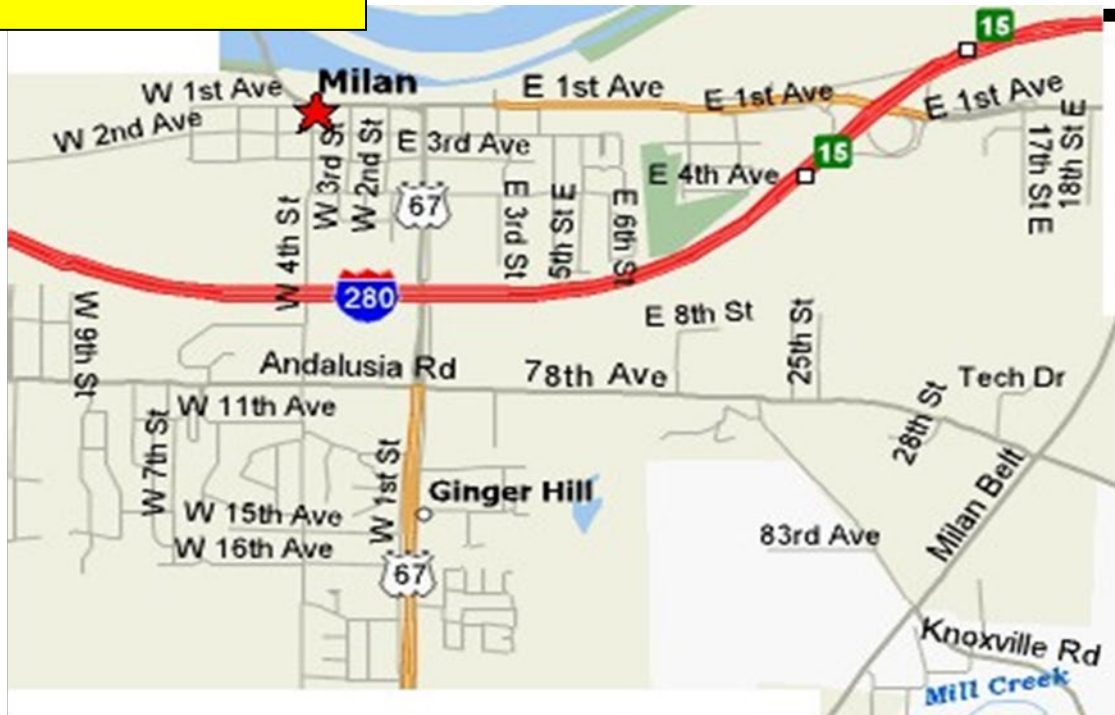 15
Milan
W 1st Ave
E 1st Ave
E 1st Ave
E 1st Ave
W 2nd Ave
W 3rd St
W 2nd St
E 3rd Ave
15
17th St E
18th St E
E 4th Ave
67
W 4th St
E 3rd St
5th St E
E 6th St
280
W 9th St
E 8th St
25th St
Andalusia Rd
78th Ave
Tech Dr
W 11th Ave
28th St
W 7th St
W 1st St
Ginger Hill
W 15th Ave
Milan Belt
W 16th Ave
83rd Ave
67
Knoxville Rd
Mill Creek